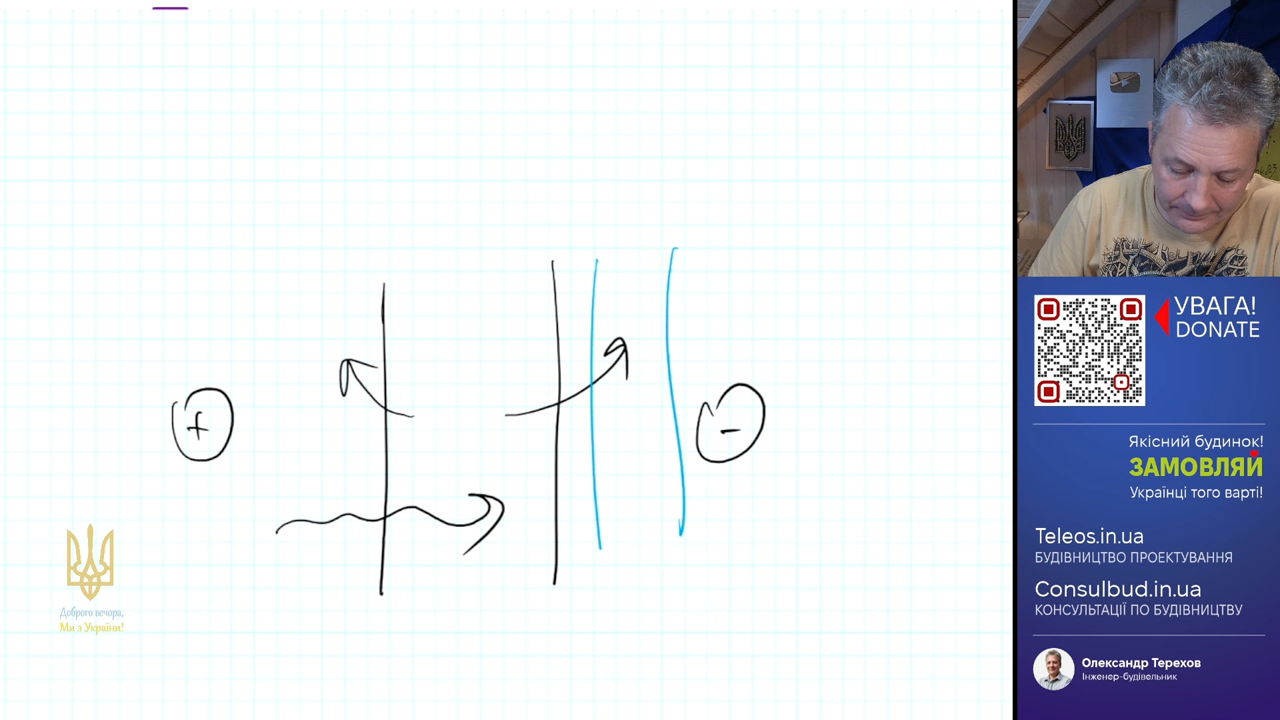 +
-
Доброго вечора,
Ми з України!
УВАГА!
DONATE
Якісний будинок!
ЗАМОВЛЯЙ
Українці того варті!
Teleos.in.ua
БУДІВНИЦТВО ПРОЕКТУВАННЯ
Consulbud.in.ua
КОНСУЛЬТАЦІЇ ПО БУДІВНИЦТВУ
Олександр Терехов
Інженер-будівельник